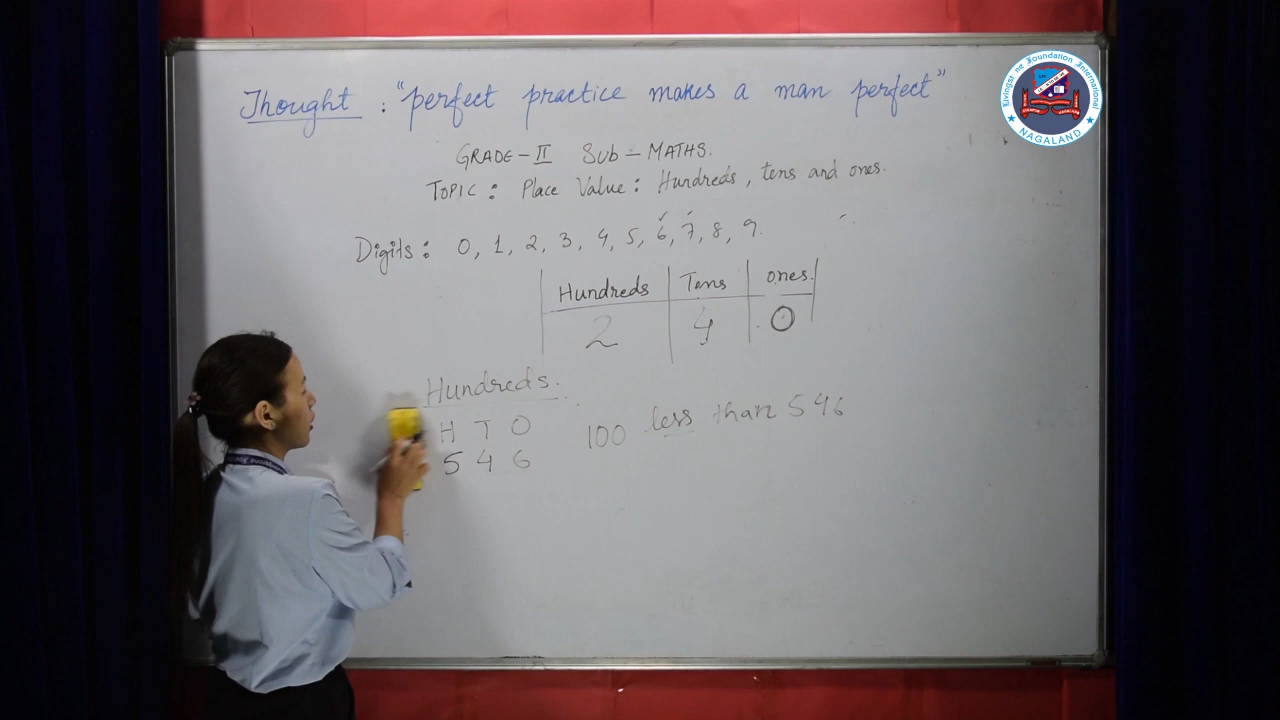 Thought : "perfect practice makes a man perfect"
GRADE-II SUB-MATHS.
TOPIC : Place Value: Hundreds, tens and ones.
Digits : 0, 1, 2, 3, 4, 5, 6, 7, 8, 9.
Hundreds Tens ones.
2 4 0
Hundreds.
H T O
5 4 6
100 less than 546
Foundation International
NAGALAND